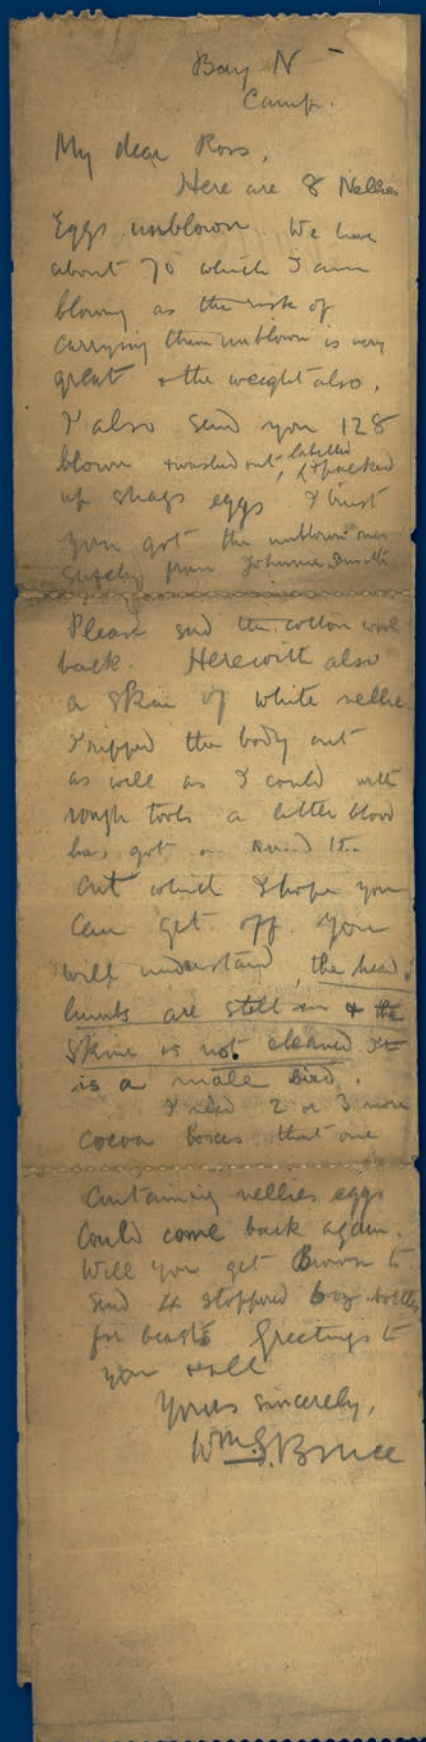 Bay N
Camp.
My dear Ross,
Here are 8 Nellies
Eggs unblown. We have
about 70 which I am
blowing as the risk of
carrying them unblown is very
great & the weight also.
I also send you 128
blown & washed out, labelled & packed
up shags eggs I trust
you got the unblown ones
safely from Johnnie Smith
Please send the cotton wool
back. Herewith also
a skin of white nellie
I ripped the body out
as well as I could with
rough tools a little blood
has got on round its
cut which I hope you
can get off. You
will understand, the head &
limbs are still in & the
skin is not cleaned It
is a male bird.
I need 2 or 3 more
cocoa boxes that one
containing nellies eggs
could come back again.
Will you get Brown to
send 4 stoppered 6oz bottles
for beasts Greetings to
you & all
Yours sincerely,
Wm. S. Bruce